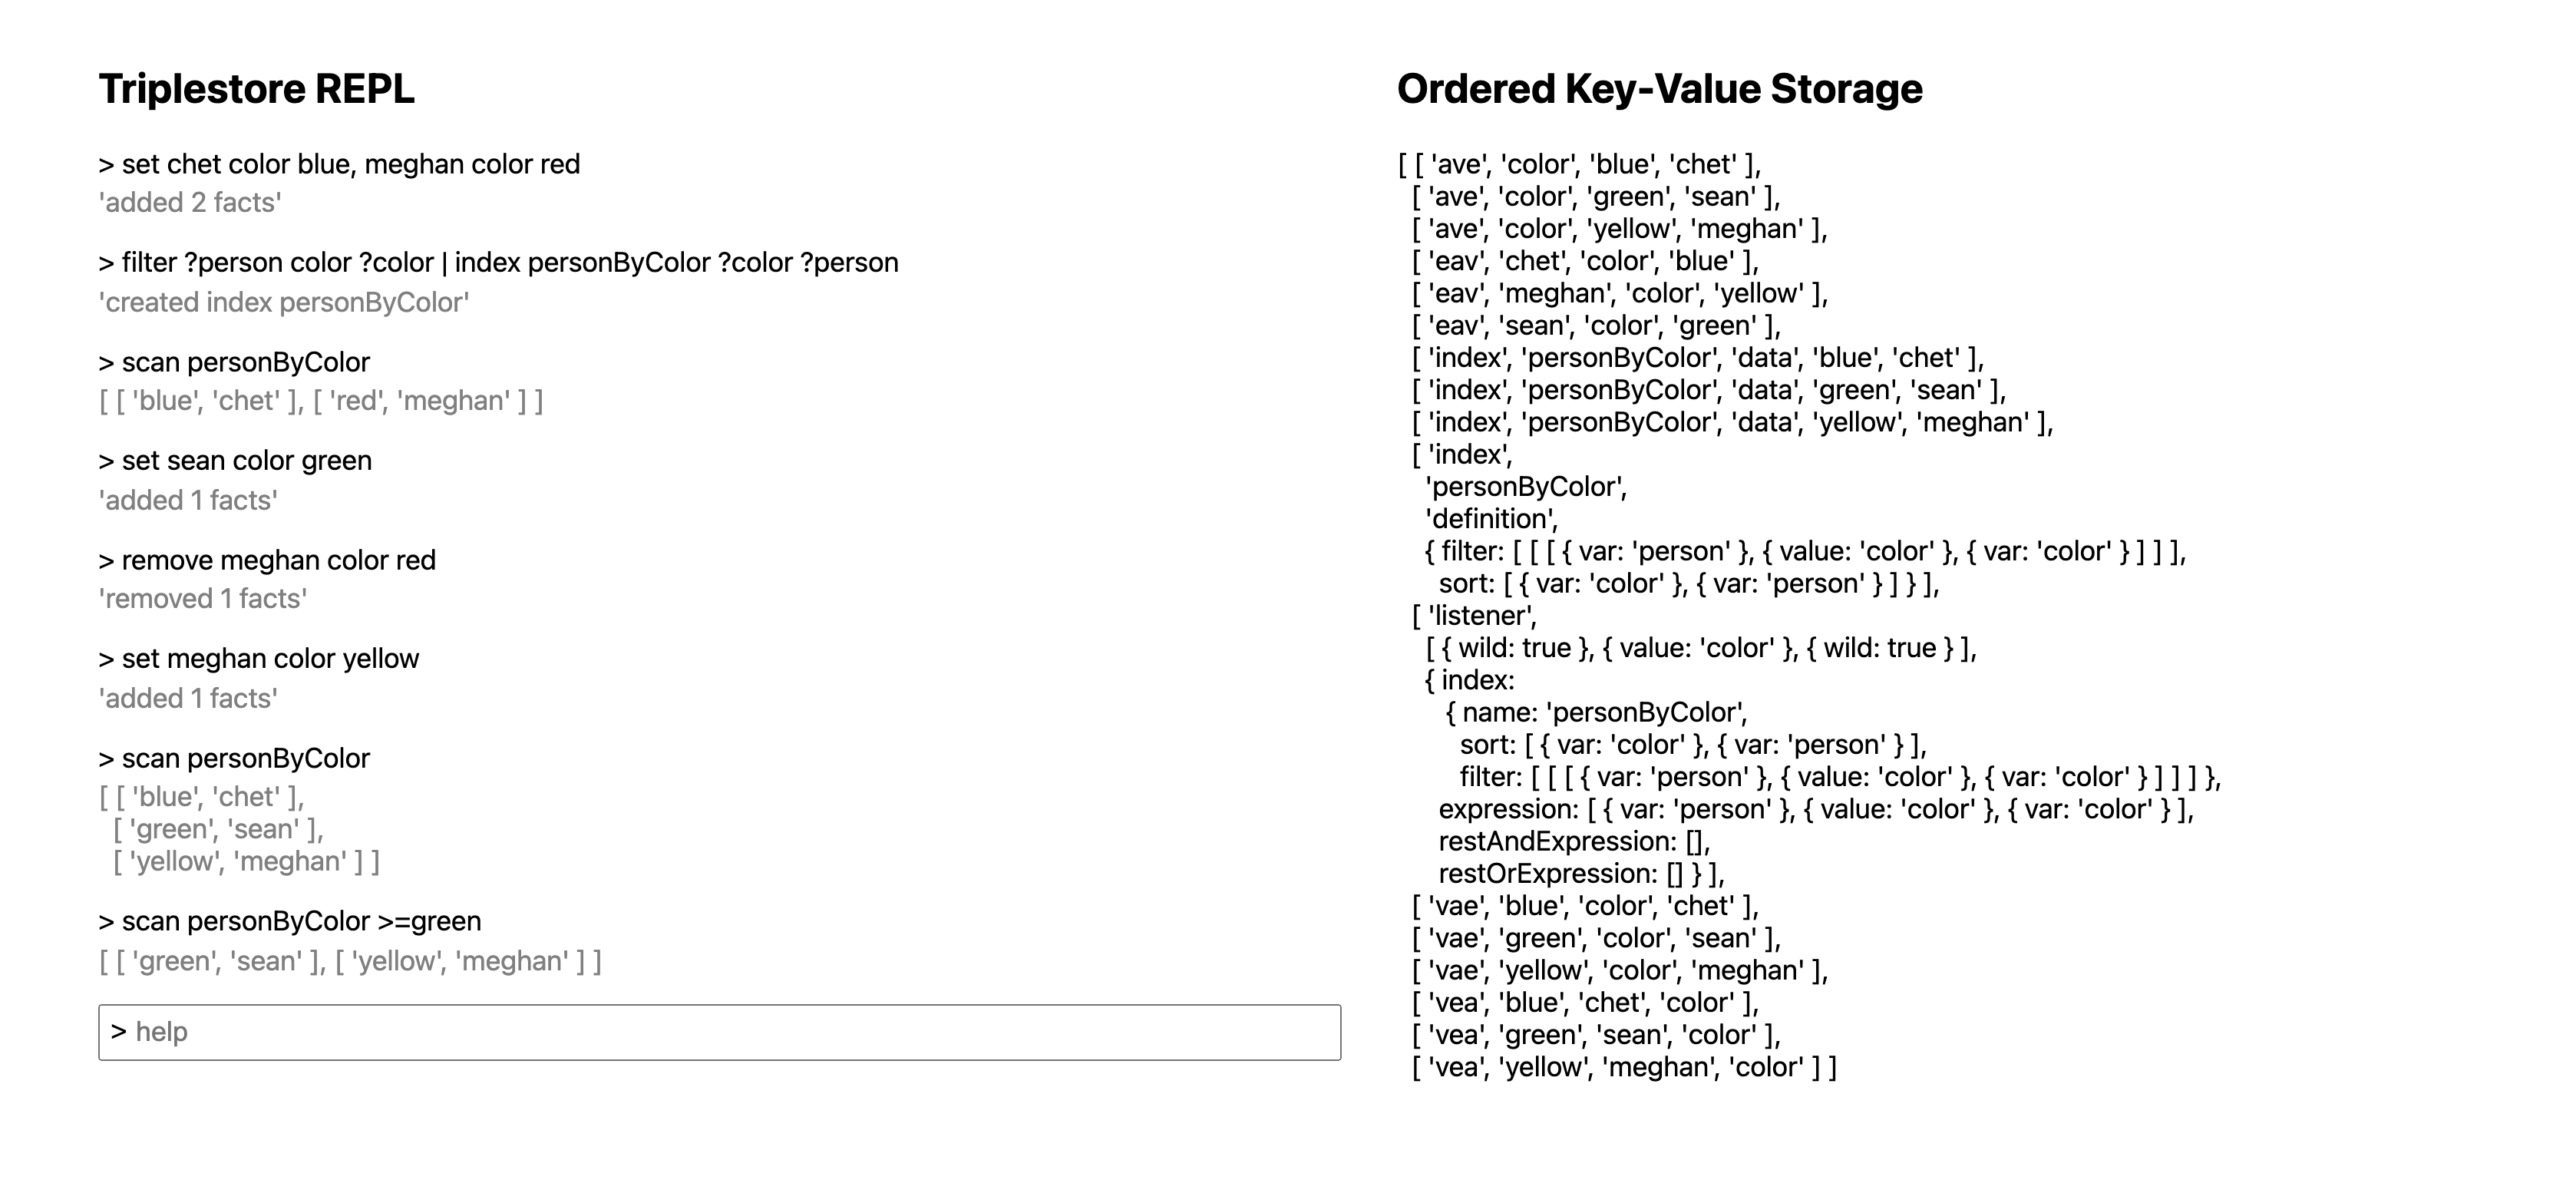 Triplestore REPL
> set chet color blue, meghan color red
'added 2 facts'
> filter ?person color ?color | index personByColor ?color ?person
'created index personByColor'
> scan personByColor
[ [ 'blue', 'chet' ], [ 'red', 'meghan' ] ]
> set sean color green
'added 1 facts'
> remove meghan color red
'removed 1 facts'
> set meghan color yellow
'added 1 facts'
> scan personByColor
[ [ 'blue', 'chet' ],
[ 'green', 'sean' ],
[ 'yellow', 'meghan' ] ]
> scan personByColor >=green
[ [ 'green', 'sean' ], [ 'yellow', 'meghan' ] ]
> help
Ordered Key-Value Storage
[ [ 'ave', 'color', 'blue', 'chet' ],
[ 'ave', 'color', 'green', 'sean' ],
[ 'ave', 'color', 'yellow', 'meghan' ],
[ 'eav', 'chet', 'color', 'blue' ],
[ 'eav', 'meghan', 'color', 'yellow' ],
[ 'eav', 'sean', 'color', 'green' ],
[ 'index', 'personByColor', 'data', 'blue', 'chet' ],
[ 'index', 'personByColor', 'data', 'green', 'sean' ],
[ 'index', 'personByColor', 'data', 'yellow', 'meghan' ],
[ 'index',
'personByColor',
'definition',
{ filter: [ [ [ { var: 'person' }, { value: 'color' }, { var: 'color' } ] ] ],
sort: [ { var: 'color' }, { var: 'person' } ] } ],
[ 'listener',
[ { wild: true }, { value: 'color' }, { wild: true } ],
{ index:
{ name: 'personByColor',
sort: [ { var: 'color' }, { var: 'person' } ],
filter: [ [ [ { var: 'person' }, { value: 'color' }, { var: 'color' } ] ] ] },
expression: [ { var: 'person' }, { value: 'color' }, { var: 'color' } ],
restAndExpression: [],
restOrExpression: [] } ],
[ 'vae', 'blue', 'color', 'chet' ],
[ 'vae', 'green', 'color', 'sean' ],
[ 'vae', 'yellow', 'color', 'meghan' ],
[ 'vea', 'blue', 'chet', 'color' ],
[ 'vea', 'green', 'sean', 'color' ],
[ 'vea', 'yellow', 'meghan', 'color' ] ]